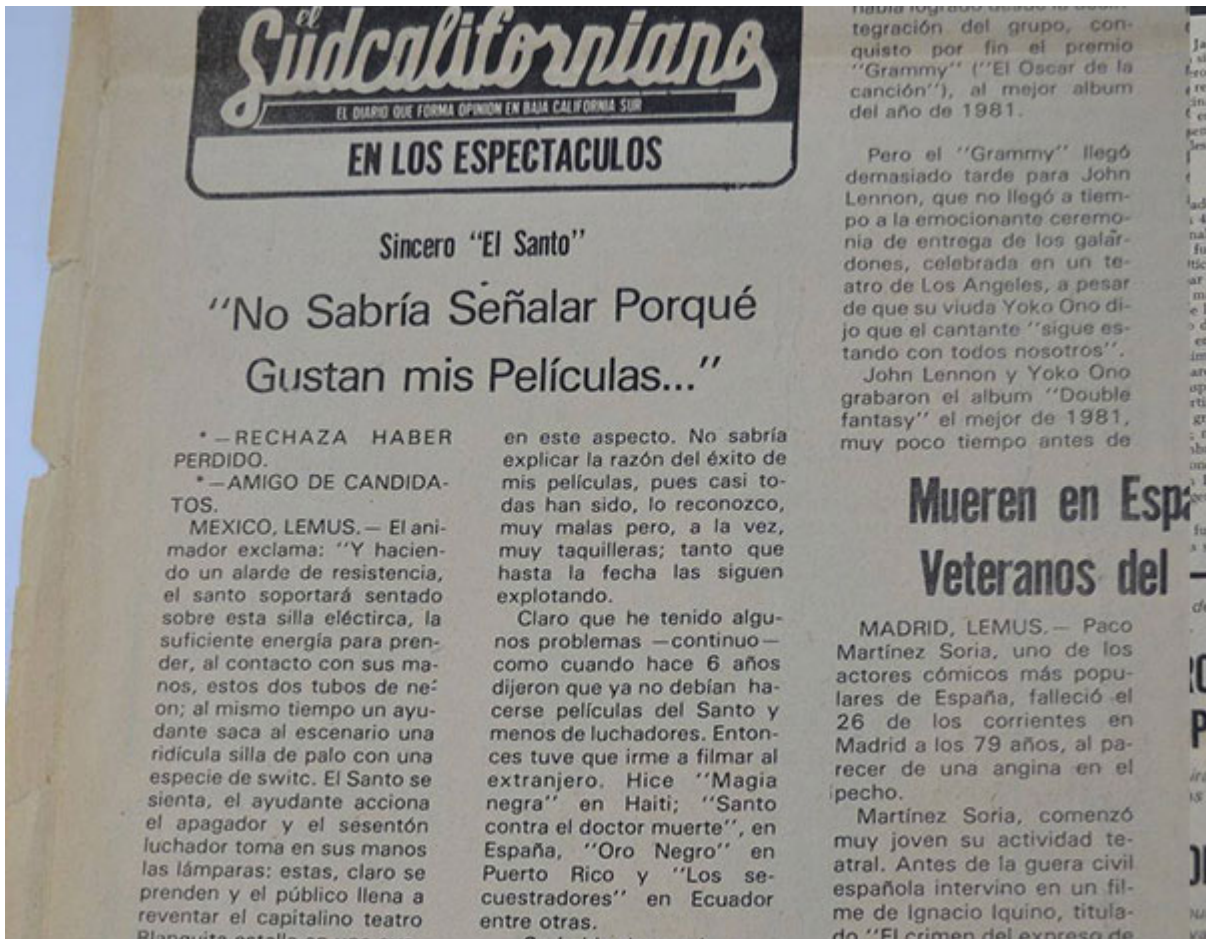 el
Sudcaliforniano
EL DIARIO QUE FORMA OPINION EN BAJA CALIFORNIA SUR
EN LOS ESPECTACULOS
Sincero "El Santo"
"No Sabría Señalar Porqué
Gustan mis Películas..."
*—RECHAZA HABER
PERDIDO.
*—AMIGO DE CANDIDA-
TOS.
MEXICO, LEMUS.— El ani-
mador exclama: "Y hacien-
do un alarde de resistencia,
el santo soportará sentado
sobre esta silla eléctirca, la
suficiente energía para pren-
der, al contacto con sus ma-
nos, estos dos tubos de ne-
on; al mismo tiempo un ayu-
dante saca al escenario una
ridícula silla de palo con una
especie de switc. El Santo se
sienta, el ayudante acciona
el apagador y el sesentón
luchador toma en sus manos
las lámparas: estas, claro se
prenden y el público llena a
reventar el capitalino teatro
en este aspecto. No sabría
explicar la razón del éxito de
mis películas, pues casi to-
das han sido, lo reconozco,
muy malas pero, a la vez,
muy taquilleras; tanto que
hasta la fecha las siguen
explotando.
Claro que he tenido algu-
nos problemas —continuo—
como cuando hace 6 años
dijeron que ya no debían ha-
cerse películas del Santo y
menos de luchadores. Enton-
ces tuve que irme a filmar al
extranjero. Hice "Magia
negra" en Haiti; "Santo
contra el doctor muerte", en
España, "Oro Negro" en
Puerto Rico y "Los se-
cuestradores" en Ecuador
entre otras.
tegración del grupo, con-
quisto por fin el premio
"Grammy" ("El Oscar de la
canción"), al mejor album
del año de 1981.
Pero el "Grammy" llegó
demasiado tarde para John
Lennon, que no llegó a tiem-
po a la emocionante ceremo-
nia de entrega de los galar-
dones, celebrada en un te-
atro de Los Angeles, a pesar
de que su viuda Yoko Ono di-
jo que el cantante "sigue es-
tando con todos nosotros".
John Lennon y Yoko Ono
grabaron el album "Double
fantasy" el mejor de 1981,
muy poco tiempo antes de
Mueren en Espa
Veteranos del
MADRID, LEMUS.— Paco
Martínez Soria, uno de los
actores cómicos más popu-
lares de España, falleció el
26 de los corrientes en
Madrid a los 79 años, al pa-
recer de una angina en el
pecho.
Martínez Soria, comenzó
muy joven su actividad te-
atral. Antes de la guera civil
española intervino en un fil-
me de Ignacio Iquino, titula-
do "El crimen del expreso de